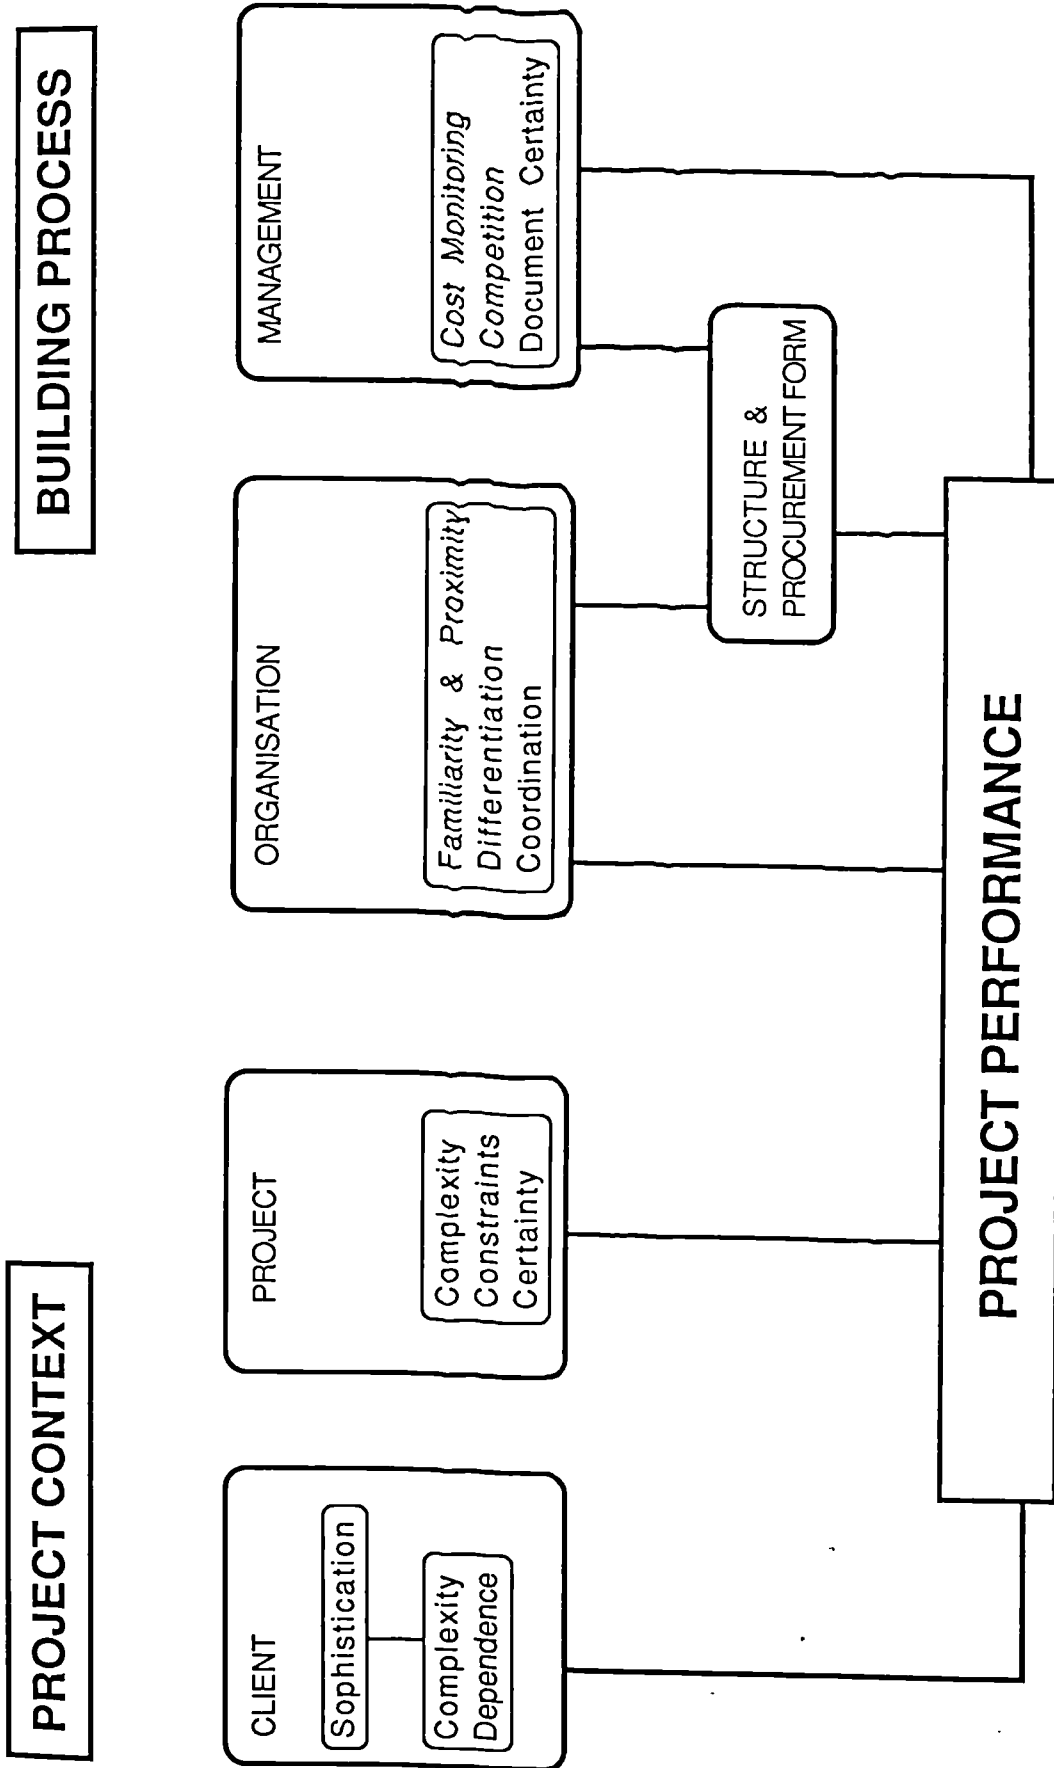 PROJECT CONTEXT
BUILDING PROCESS
CLIENT
Sophistication
Complexity
Dependence
PROJECT
Complexity
Constraints
Certainty
ORGANISATION
Familiarity & Proximity
Differentiation
Coordination
MANAGEMENT
Cost Monitoring
Competition
Document Certainty
STRUCTURE &
PROCUREMENT FORM
PROJECT PERFORMANCE